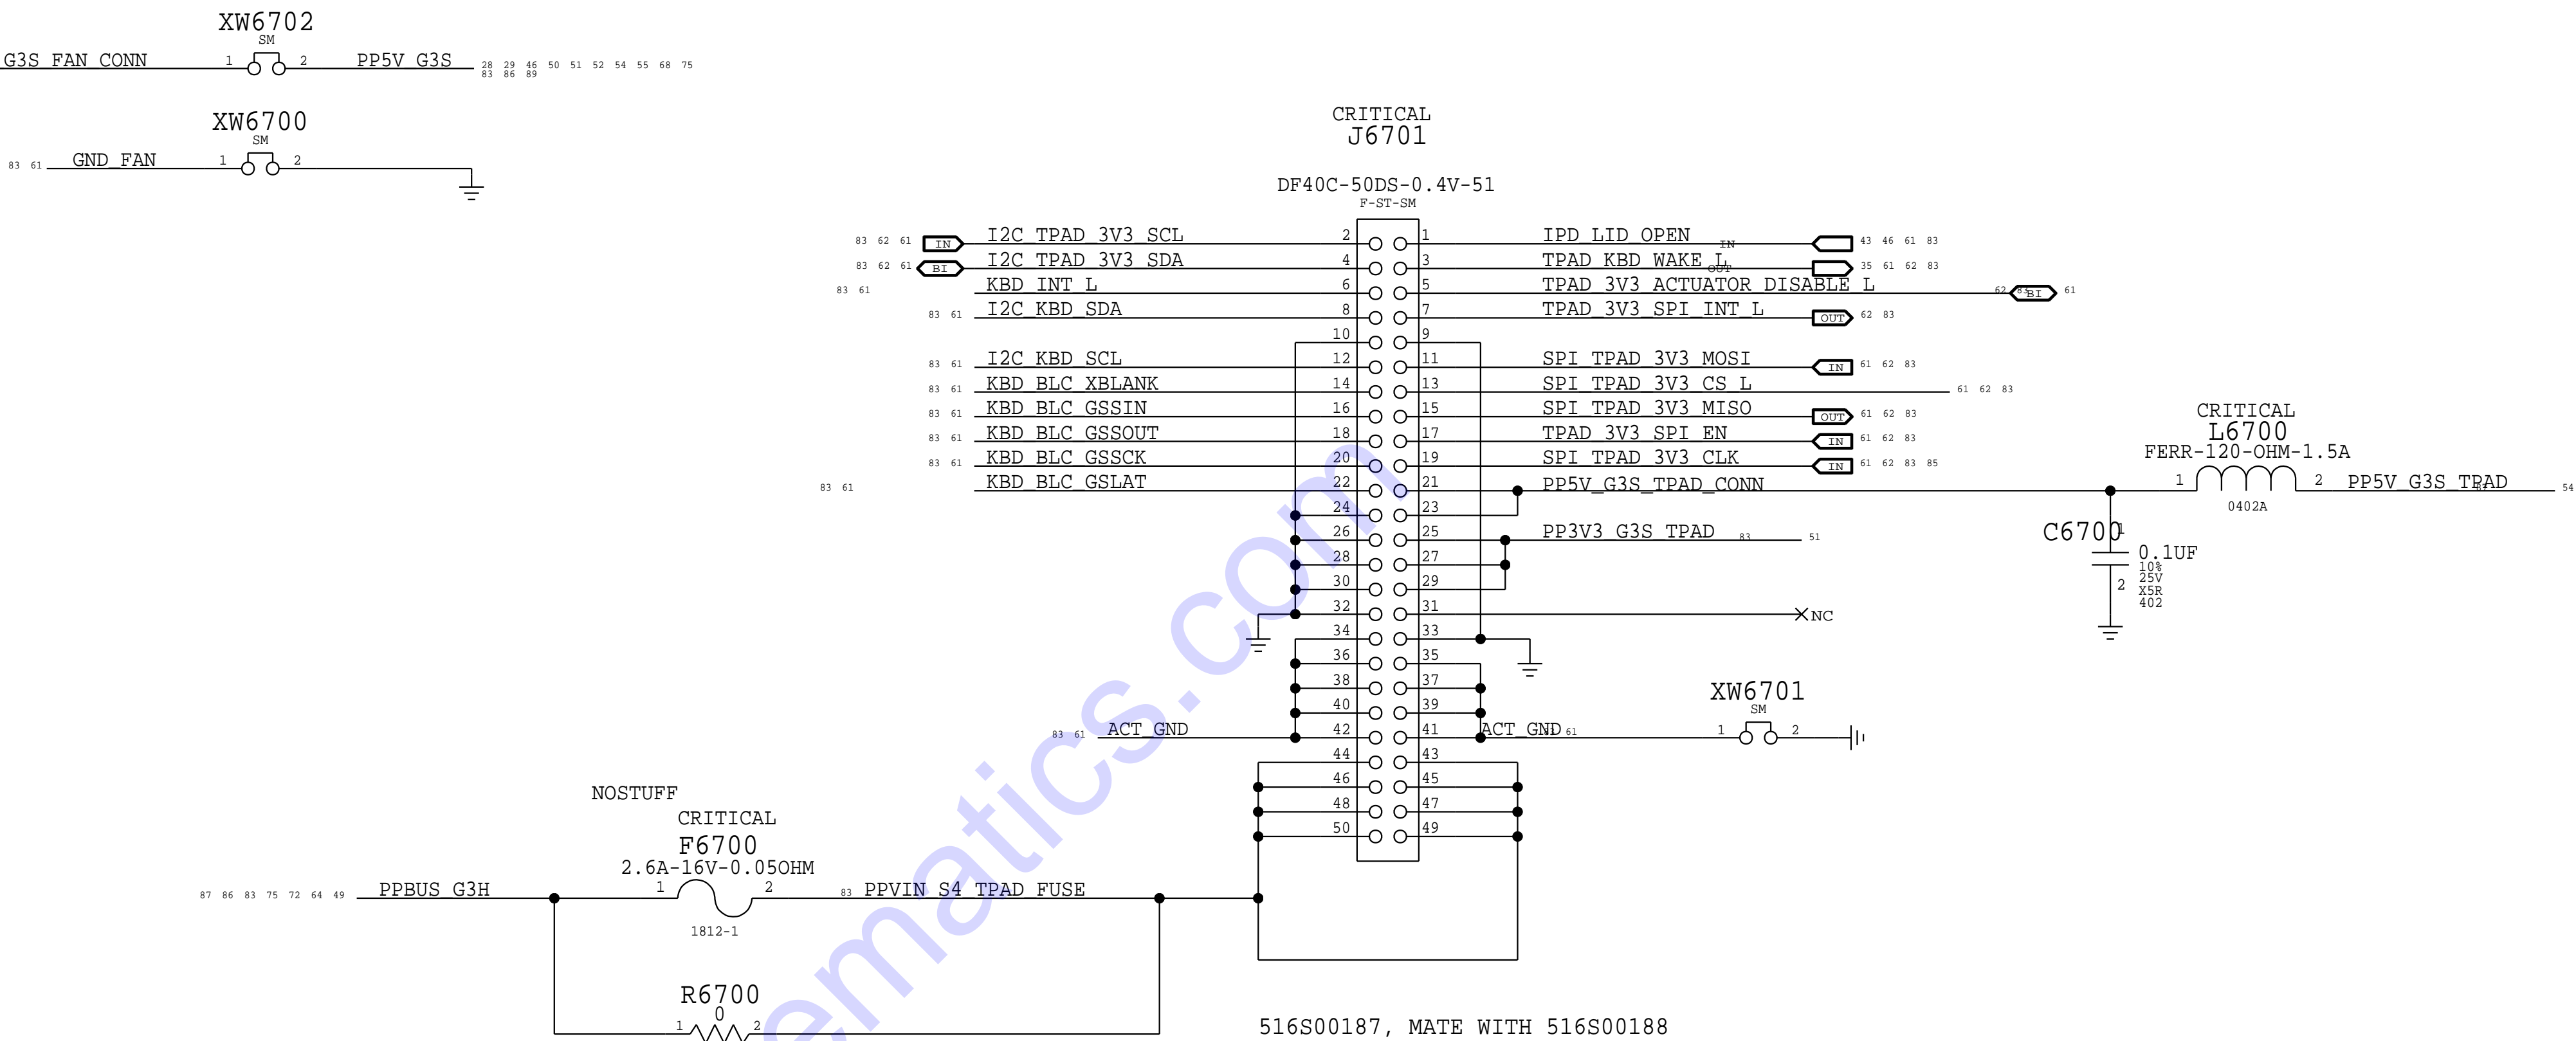 XW6702
SM
G3S_FAN_CONN 1 2 PP5V_G3S 28 29 46 50 51 52 54 55 68 75
83 86 89
XW6700
SM
83 61 GND_FAN 1 2
CRITICAL
J6701
DF40C-50DS-0.4V-51
F-ST-SM
83 62 61 IN I2C_TPAD_3V3_SCL 2 1 IPD_LID_OPEN IN 43 46 61 83
83 62 61 BI I2C_TPAD_3V3_SDA 4 3 TPAD_KBD_WAKE_L OUT 35 61 62 83
83 61 KBD_INT_L 6 5 TPAD_3V3_ACTUATOR_DISABLE_L 62 83 BI 61
83 61 I2C_KBD_SDA 8 7 TPAD_3V3_SPI_INT_L OUT 62 83
10 9
83 61 I2C_KBD_SCL 12 11 SPI_TPAD_3V3_MOSI IN 61 62 83
83 61 KBD_BLC_XBLANK 14 13 SPI_TPAD_3V3_CS_L 61 62 83
83 61 KBD_BLC_GSSIN 16 15 SPI_TPAD_3V3_MISO OUT 61 62 83
83 61 KBD_BLC_GSSOUT 18 17 TPAD_3V3_SPI_EN IN 61 62 83
83 61 KBD_BLC_GSSCK 20 19 SPI_TPAD_3V3_CLK IN 61 62 83 85
83 61 KBD_BLC_GSLAT 22 21 PP5V_G3S_TPAD_CONN
CRITICAL
L6700
FERR-120-OHM-1.5A
1 2 PP5V_G3S_TPAD 54
0402A
24 23
26 25 PP3V3_G3S_TPAD 83 51
28 27
30 29
32 31 NC
34 33
36 35
38 37
40 39
83 61 ACT_GND 42 41 ACT_GND 61
44 43
46 45
48 47
50 49
C6700
1
0.1UF
10%
25V
2 X5R
402
XW6701
SM
1 2
NOSTUFF
CRITICAL
F6700
2.6A-16V-0.05OHM
87 86 83 75 72 64 49 PPBUS_G3H 1 2 83 PPVIN_S4_TPAD_FUSE
1812-1
R6700
0
1 2
516S00187, MATE WITH 516S00188
ematics.com